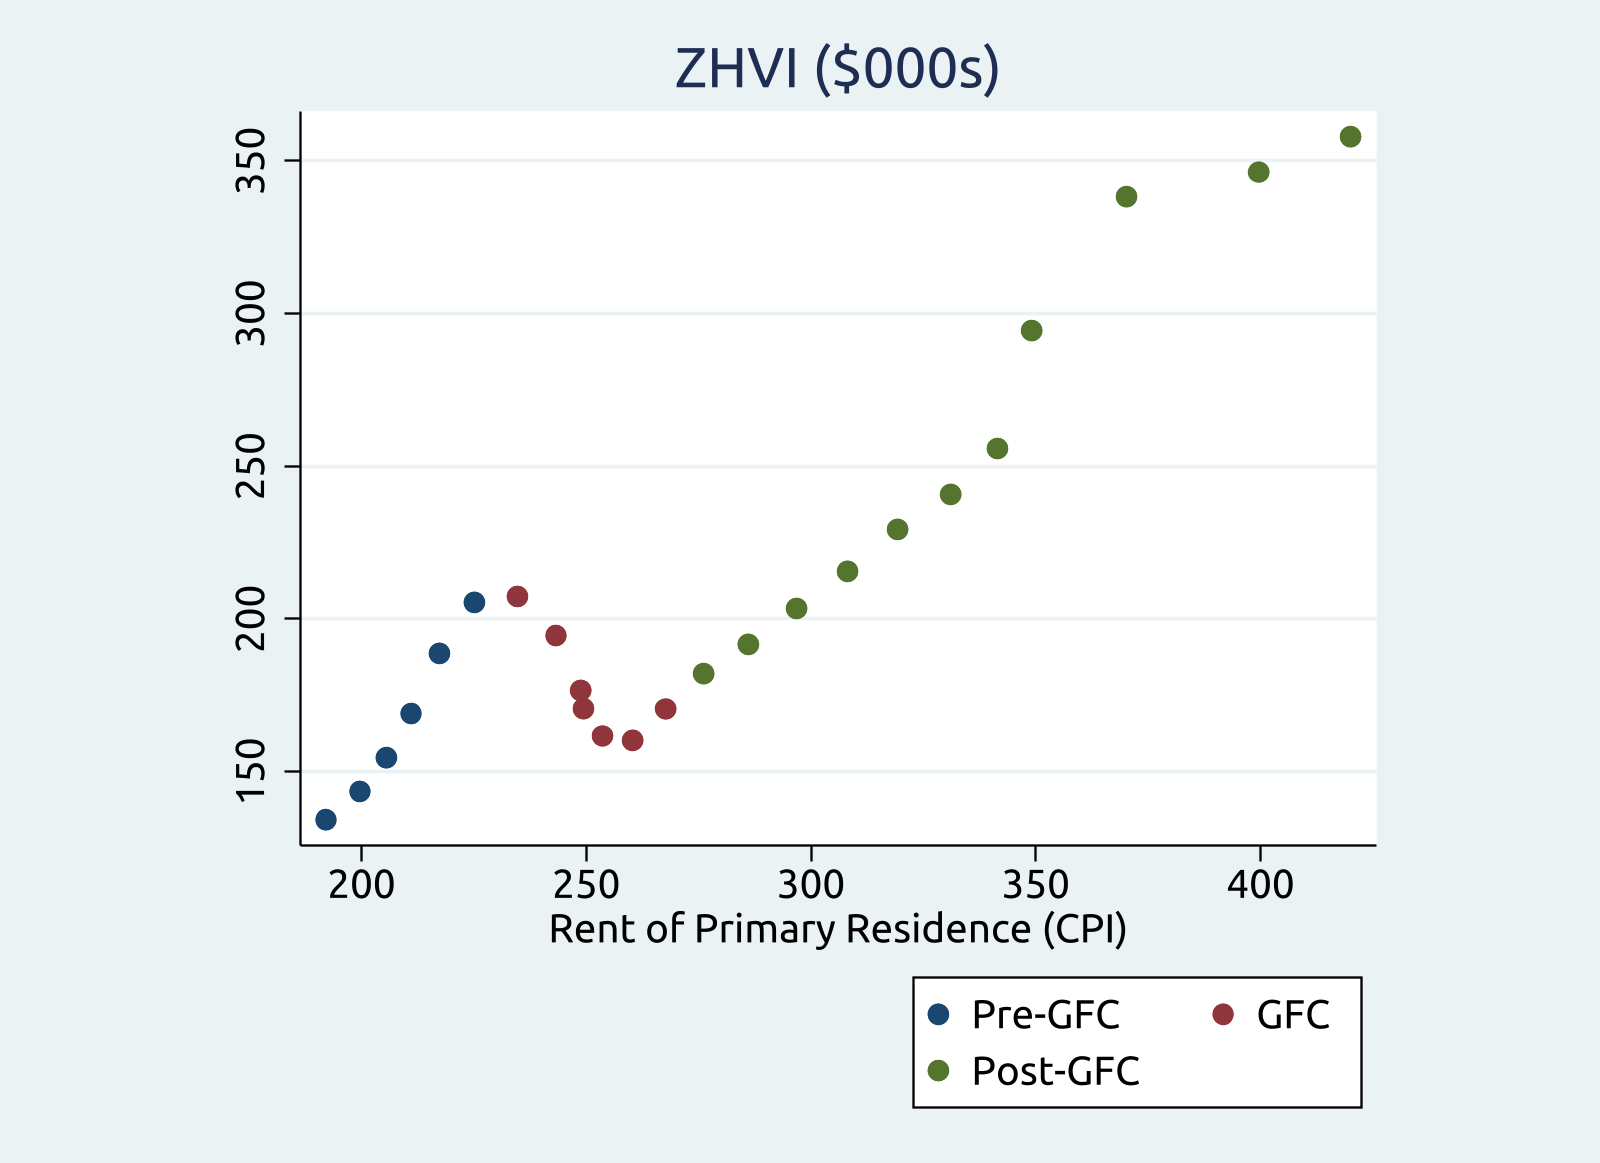 ZHVI ($000s)
350
300
250
200
150
200 250 300 350 400
Rent of Primary Residence (CPI)
Pre-GFC GFC
Post-GFC